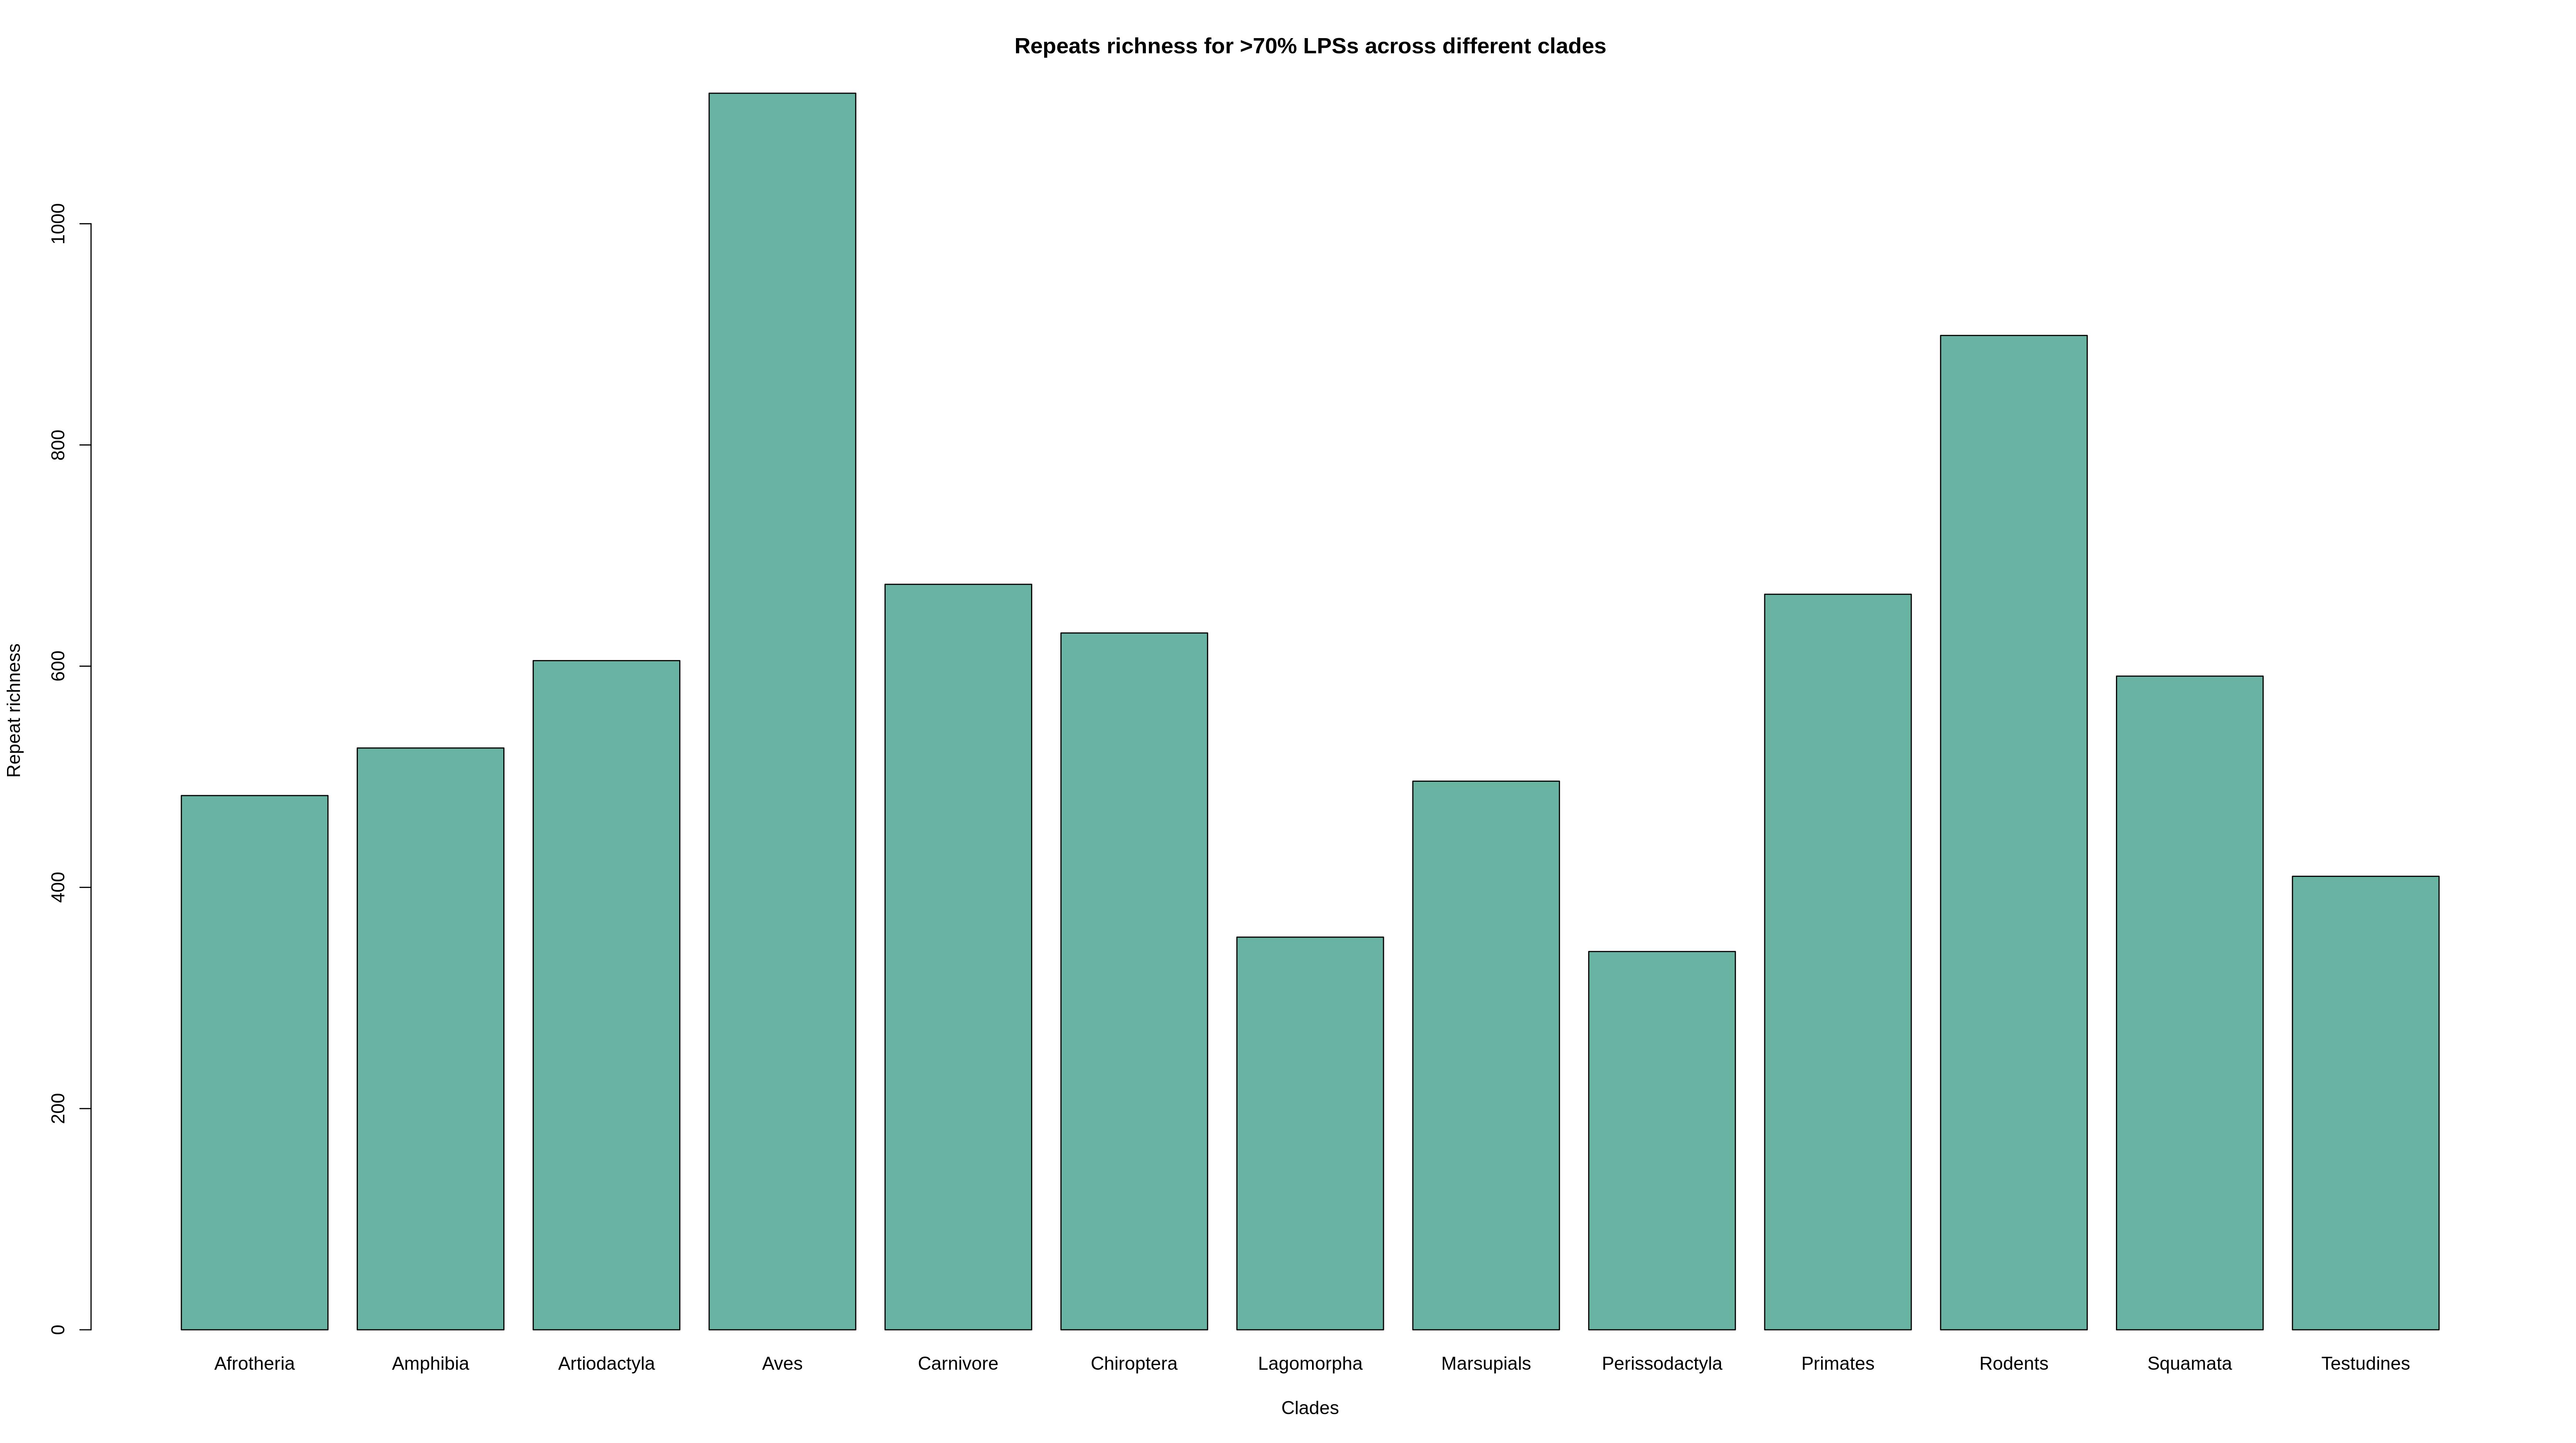 Repeats richness for >70% LPSs across different clades
Repeat richness
1000
800
600
400
200
0
Afrotheria Amphibia Artiodactyla Aves Carnivore Chiroptera Lagomorpha Marsupials Perissodactyla Primates Rodents Squamata Testudines
Clades